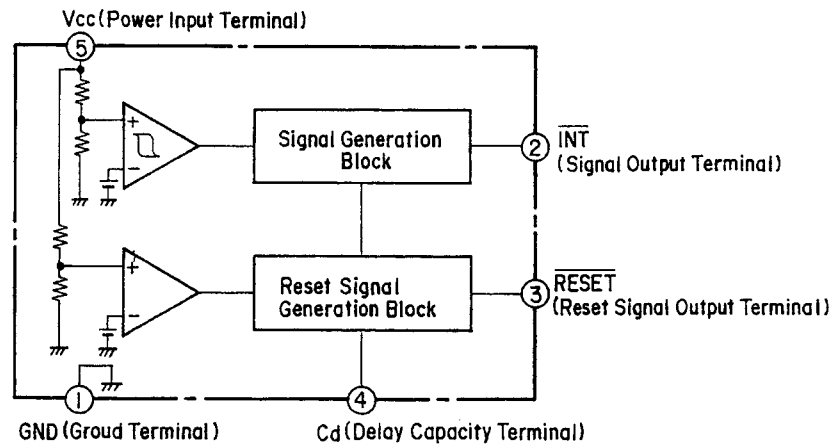 Vcc (Power Input Terminal)
5
+
−
Signal Generation
Block
2
INT
(Signal Output Terminal)
+
−
Reset Signal
Generation Block
3
RESET
(Reset Signal Output Terminal)
1
4
GND (Groud Terminal)
Cd (Delay Capacity Terminal)